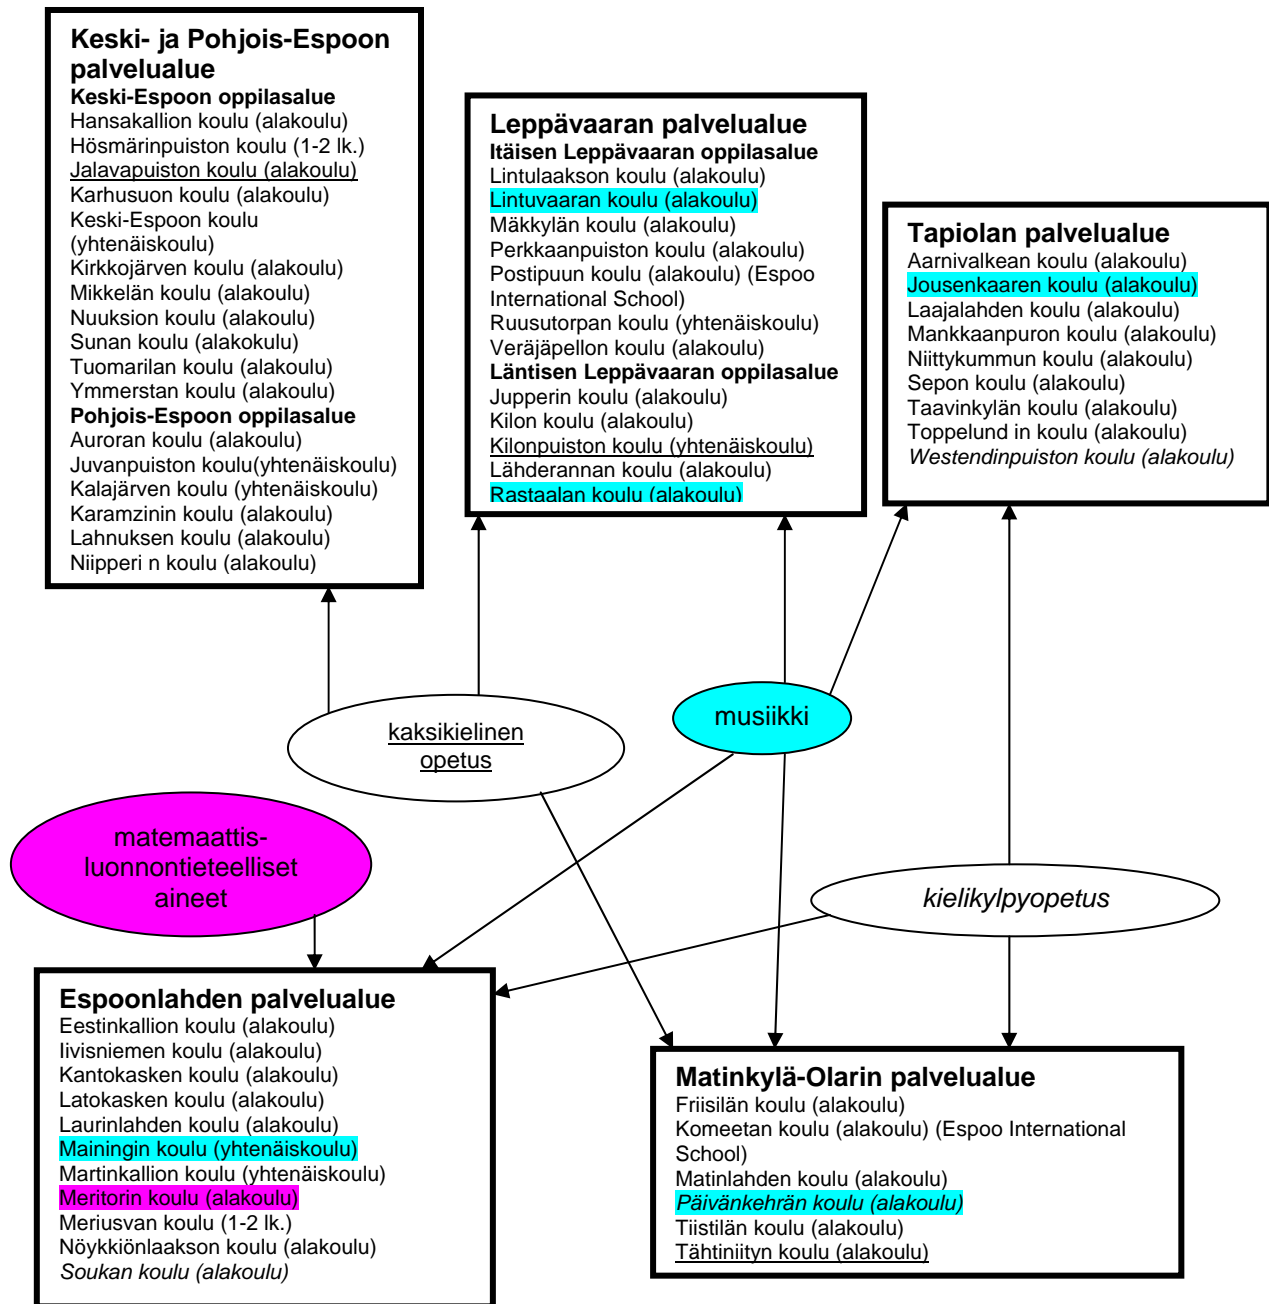 Keski- ja Pohjois-Espoon
palvelualue
Keski-Espoon oppilasalue
Hansakallion koulu (alakoulu)
Hösmärinpuiston koulu (1-2 lk.)
Jalavapuiston koulu (alakoulu)
Karhusuon koulu (alakoulu)
Keski-Espoon koulu
(yhtenäiskoulu)
Kirkkojärven koulu (alakoulu)
Mikkelän koulu (alakoulu)
Nuuksion koulu (alakoulu)
Sunan koulu (alakokulu)
Tuomarilan koulu (alakoulu)
Ymmerstan koulu (alakoulu)
Pohjois-Espoon oppilasalue
Auroran koulu (alakoulu)
Juvanpuiston koulu(yhtenäiskoulu)
Kalajärven koulu (yhtenäiskoulu)
Karamzinin koulu (alakoulu)
Lahnuksen koulu (alakoulu)
Niipperi n koulu (alakoulu)
Leppävaaran palvelualue
Itäisen Leppävaaran oppilasalue
Lintulaakson koulu (alakoulu)
Lintuvaaran koulu (alakoulu)
Mäkkylän koulu (alakoulu)
Perkkaanpuiston koulu (alakoulu)
Postipuun koulu (alakoulu) (Espoo
International School)
Ruusutorpan koulu (yhtenäiskoulu)
Veräjäpellon koulu (alakoulu)
Läntisen Leppävaaran oppilasalue
Jupperin koulu (alakoulu)
Kilon koulu (alakoulu)
Kilonpuiston koulu (yhtenäiskoulu)
Lähderannan koulu (alakoulu)
Rastaalan koulu (alakoulu)
Tapiolan palvelualue
Aarnivalkean koulu (alakoulu)
Jousenkaaren koulu (alakoulu)
Laajalahden koulu (alakoulu)
Mankkaanpuron koulu (alakoulu)
Niittykummun koulu (alakoulu)
Sepon koulu (alakoulu)
Taavinkylän koulu (alakoulu)
Toppelund in koulu (alakoulu)
Westendinpuiston koulu (alakoulu)
kaksikielinen
opetus
musiikki
matemaattis-
luonnontieteelliset
aineet
kielikylpyopetus
Espoonlahden palvelualue
Eestinkallion koulu (alakoulu)
Iivisniemen koulu (alakoulu)
Kantokasken koulu (alakoulu)
Latokasken koulu (alakoulu)
Laurinlahden koulu (alakoulu)
Mainingin koulu (yhtenäiskoulu)
Martinkallion koulu (yhtenäiskoulu)
Meritorin koulu (alakoulu)
Meriusvan koulu (1-2 lk.)
Nöykkiönlaakson koulu (alakoulu)
Soukan koulu (alakoulu)
Matinkylä-Olarin palvelualue
Friisilän koulu (alakoulu)
Komeetan koulu (alakoulu) (Espoo International
School)
Matinlahden koulu (alakoulu)
Päivänkehrän koulu (alakoulu)
Tiistilän koulu (alakoulu)
Tähtiniityn koulu (alakoulu)